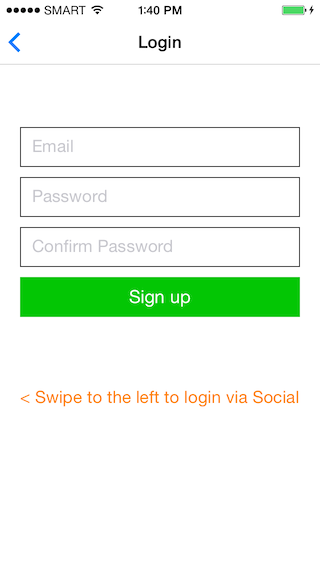 SMART 1:40 PM
Login
Email
Password
Confirm Password
Sign up
< Swipe to the left to login via Social